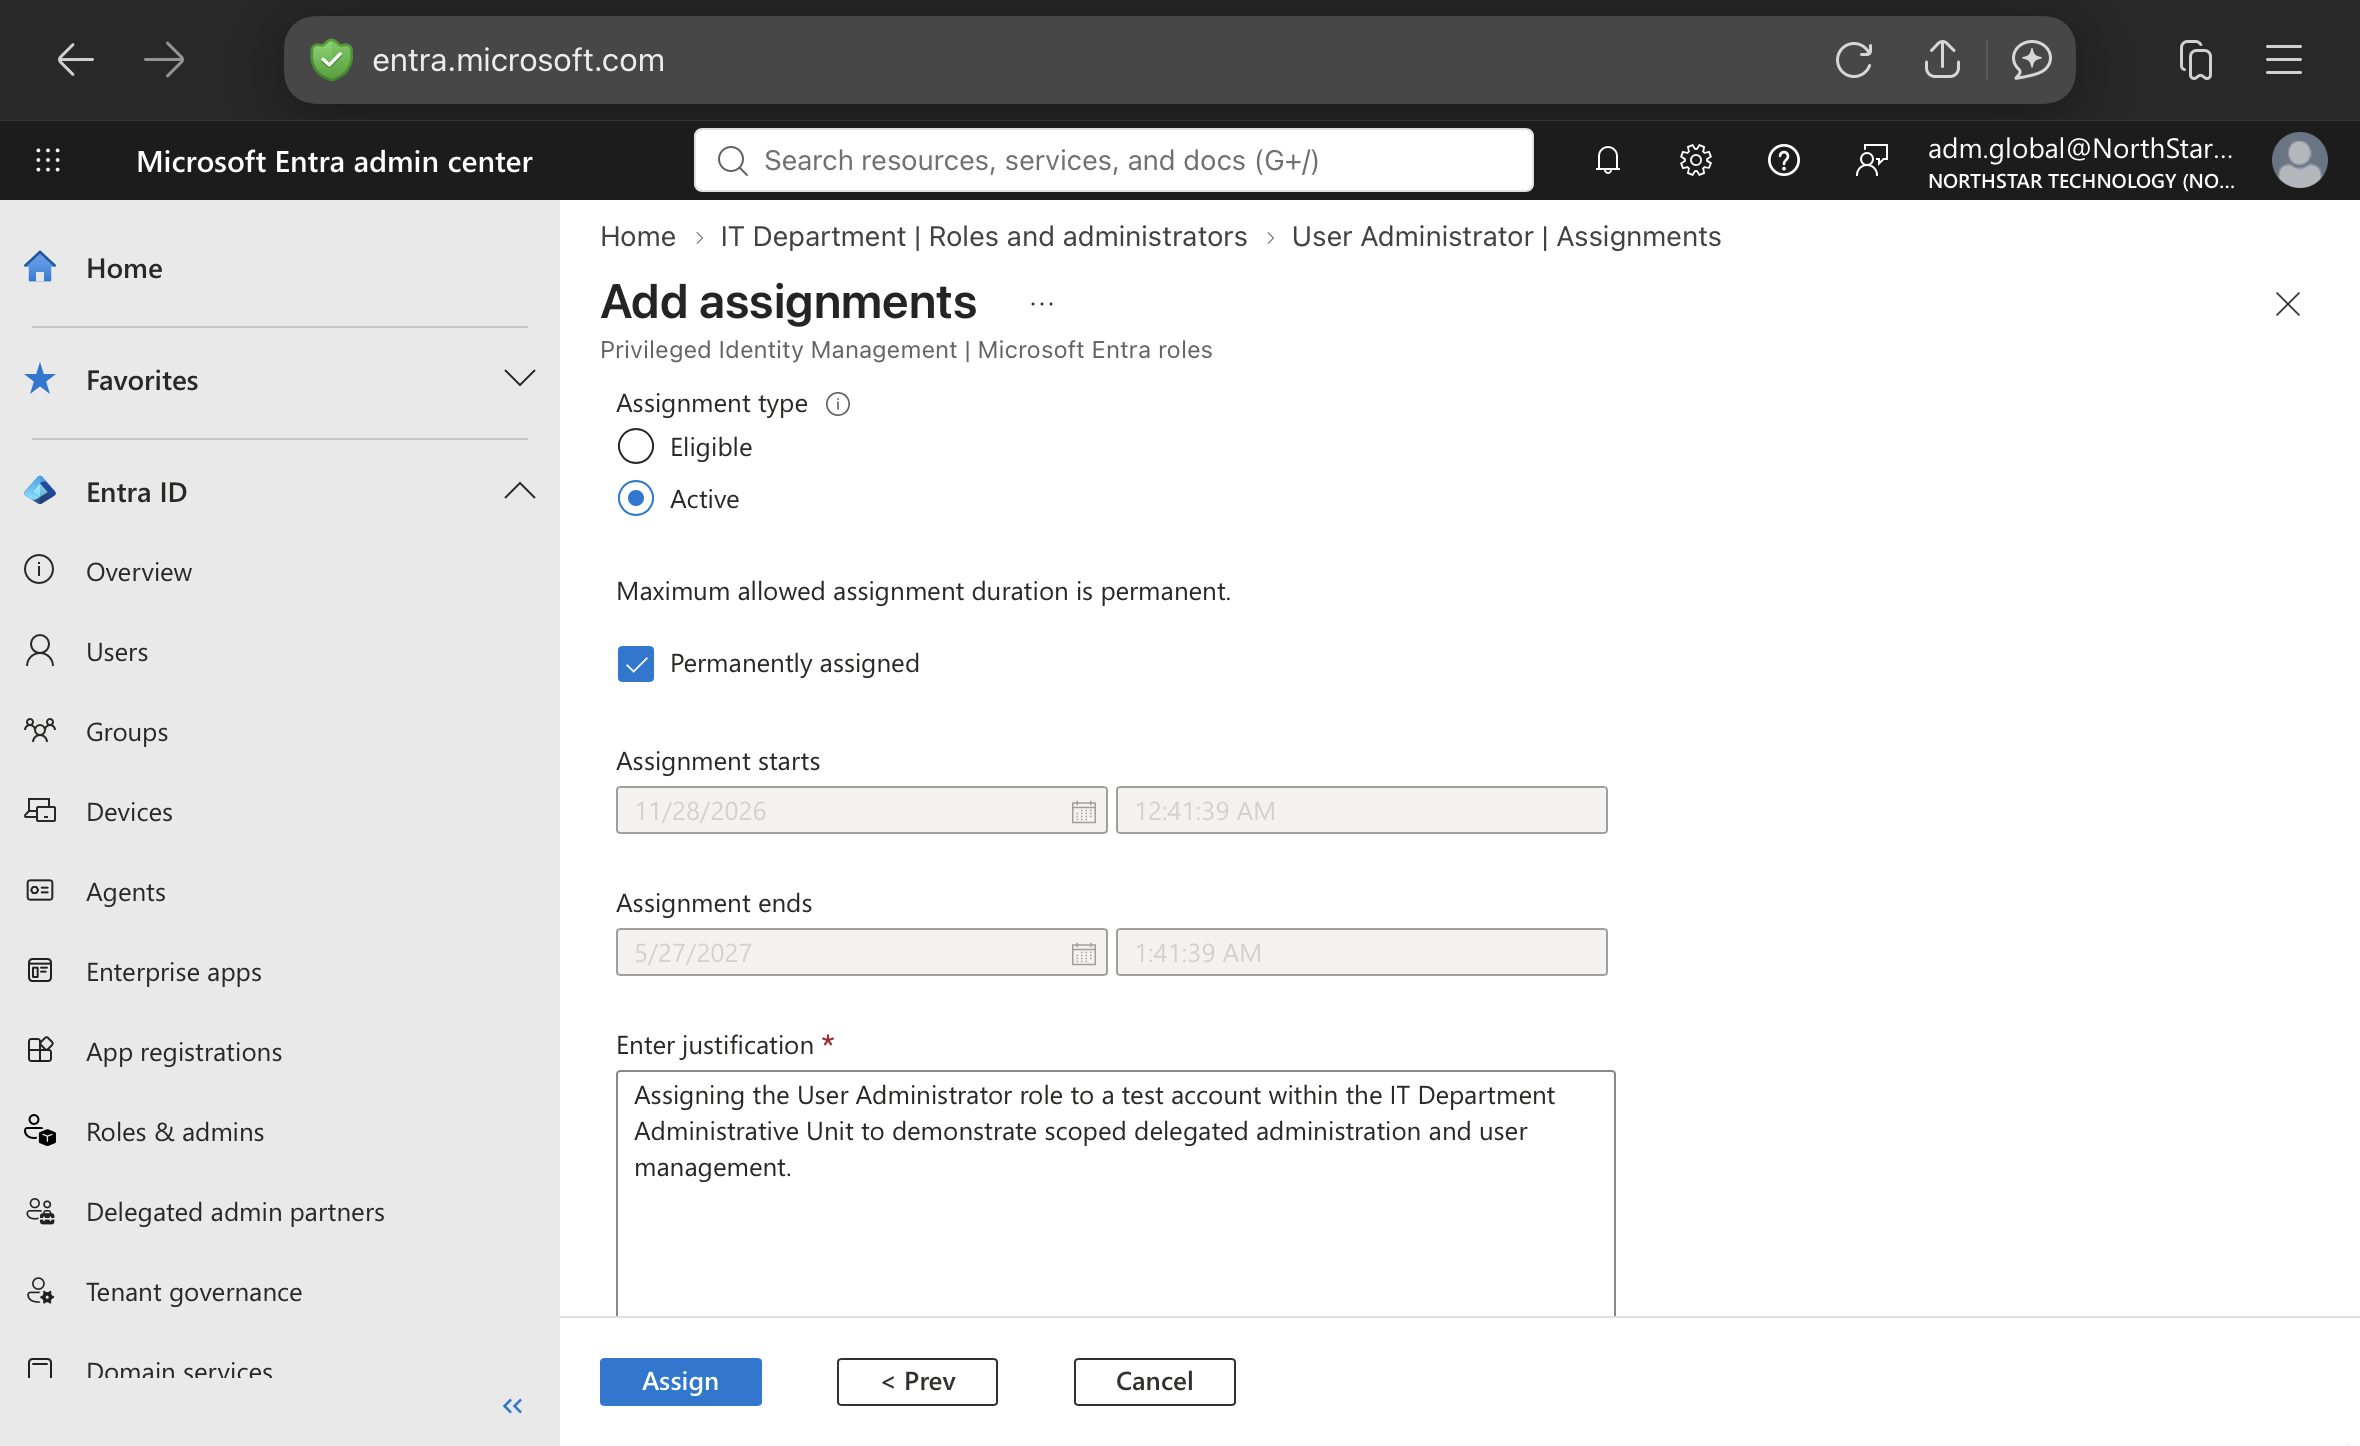 entra.microsoft.com
Microsoft Entra admin center
Search resources, services, and docs (G+/)
adm.global@NorthStar...
NORTHSTAR TECHNOLOGY (NO...
Home
Favorites
Entra ID
Overview
Users
Groups
Devices
Agents
Enterprise apps
App registrations
Roles & admins
Delegated admin partners
Tenant governance
Domain services
Home > IT Department | Roles and administrators > User Administrator | Assignments
Add assignments ...
Privileged Identity Management | Microsoft Entra roles
Assignment type
Eligible
Active
Maximum allowed assignment duration is permanent.
Permanently assigned
Assignment starts
11/28/2026 12:41:39 AM
Assignment ends
5/27/2027 1:41:39 AM
Enter justification *
Assigning the User Administrator role to a test account within the IT Department
Administrative Unit to demonstrate scoped delegated administration and user
management.
Assign < Prev Cancel